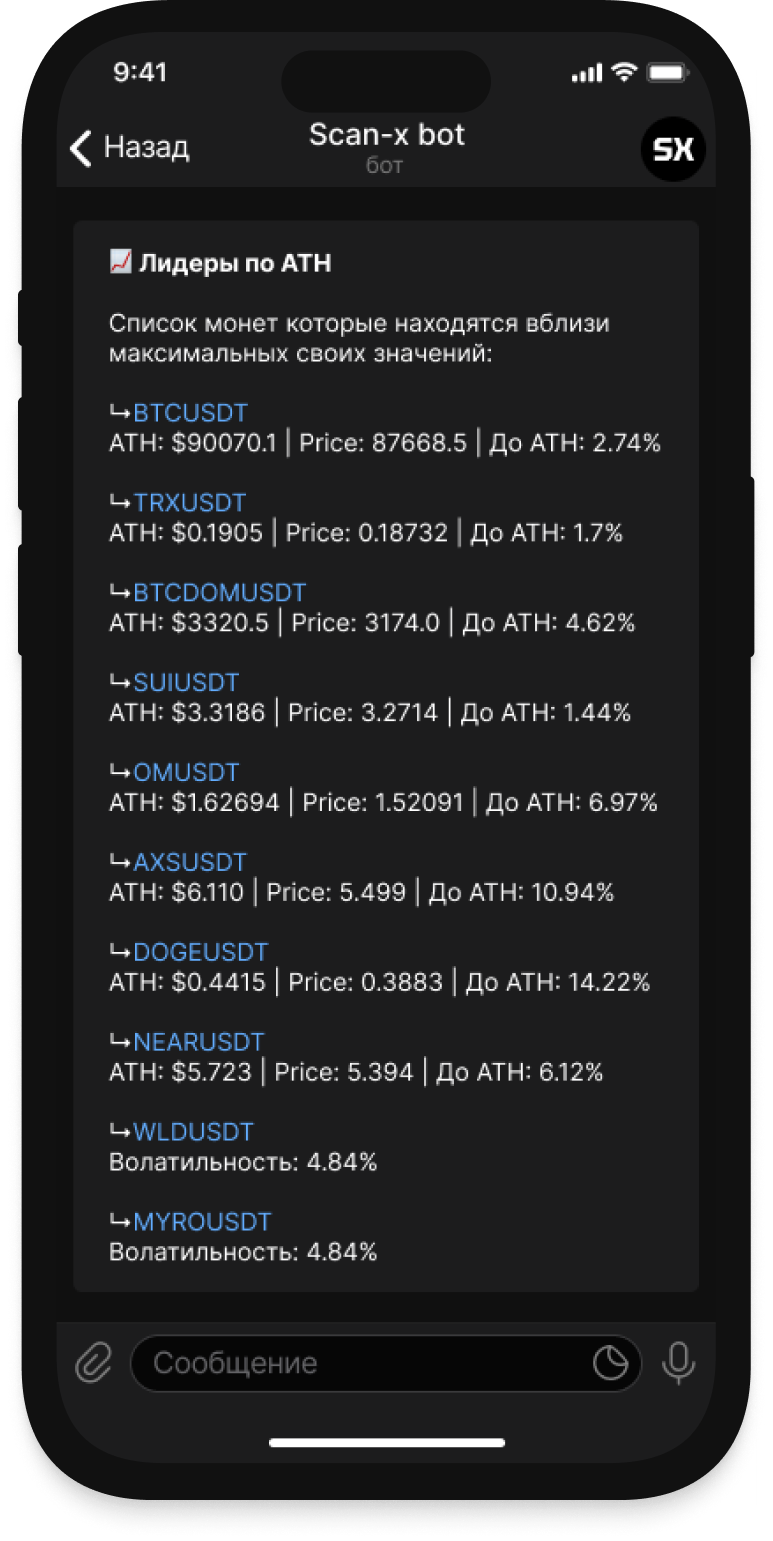 9:41
Назад
Scan-x bot
бот
SX
📈 Лидеры по ATH
Список монет которые находятся вблизи
максимальных своих значений:
↳BTCUSDT
ATH: $90070.1 | Price: 87668.5 | До ATH: 2.74%
↳TRXUSDT
ATH: $0.1905 | Price: 0.18732 | До ATH: 1.7%
↳BTCDOMUSDT
ATH: $3320.5 | Price: 3174.0 | До ATH: 4.62%
↳SUIUSDT
ATH: $3.3186 | Price: 3.2714 | До ATH: 1.44%
↳OMUSDT
ATH: $1.62694 | Price: 1.52091 | До ATH: 6.97%
↳AXSUSDT
ATH: $6.110 | Price: 5.499 | До ATH: 10.94%
↳DOGEUSDT
ATH: $0.4415 | Price: 0.3883 | До ATH: 14.22%
↳NEARUSDT
ATH: $5.723 | Price: 5.394 | До ATH: 6.12%
↳WLDUSDT
Волатильность: 4.84%
↳MYROUSDT
Волатильность: 4.84%
Сообщение